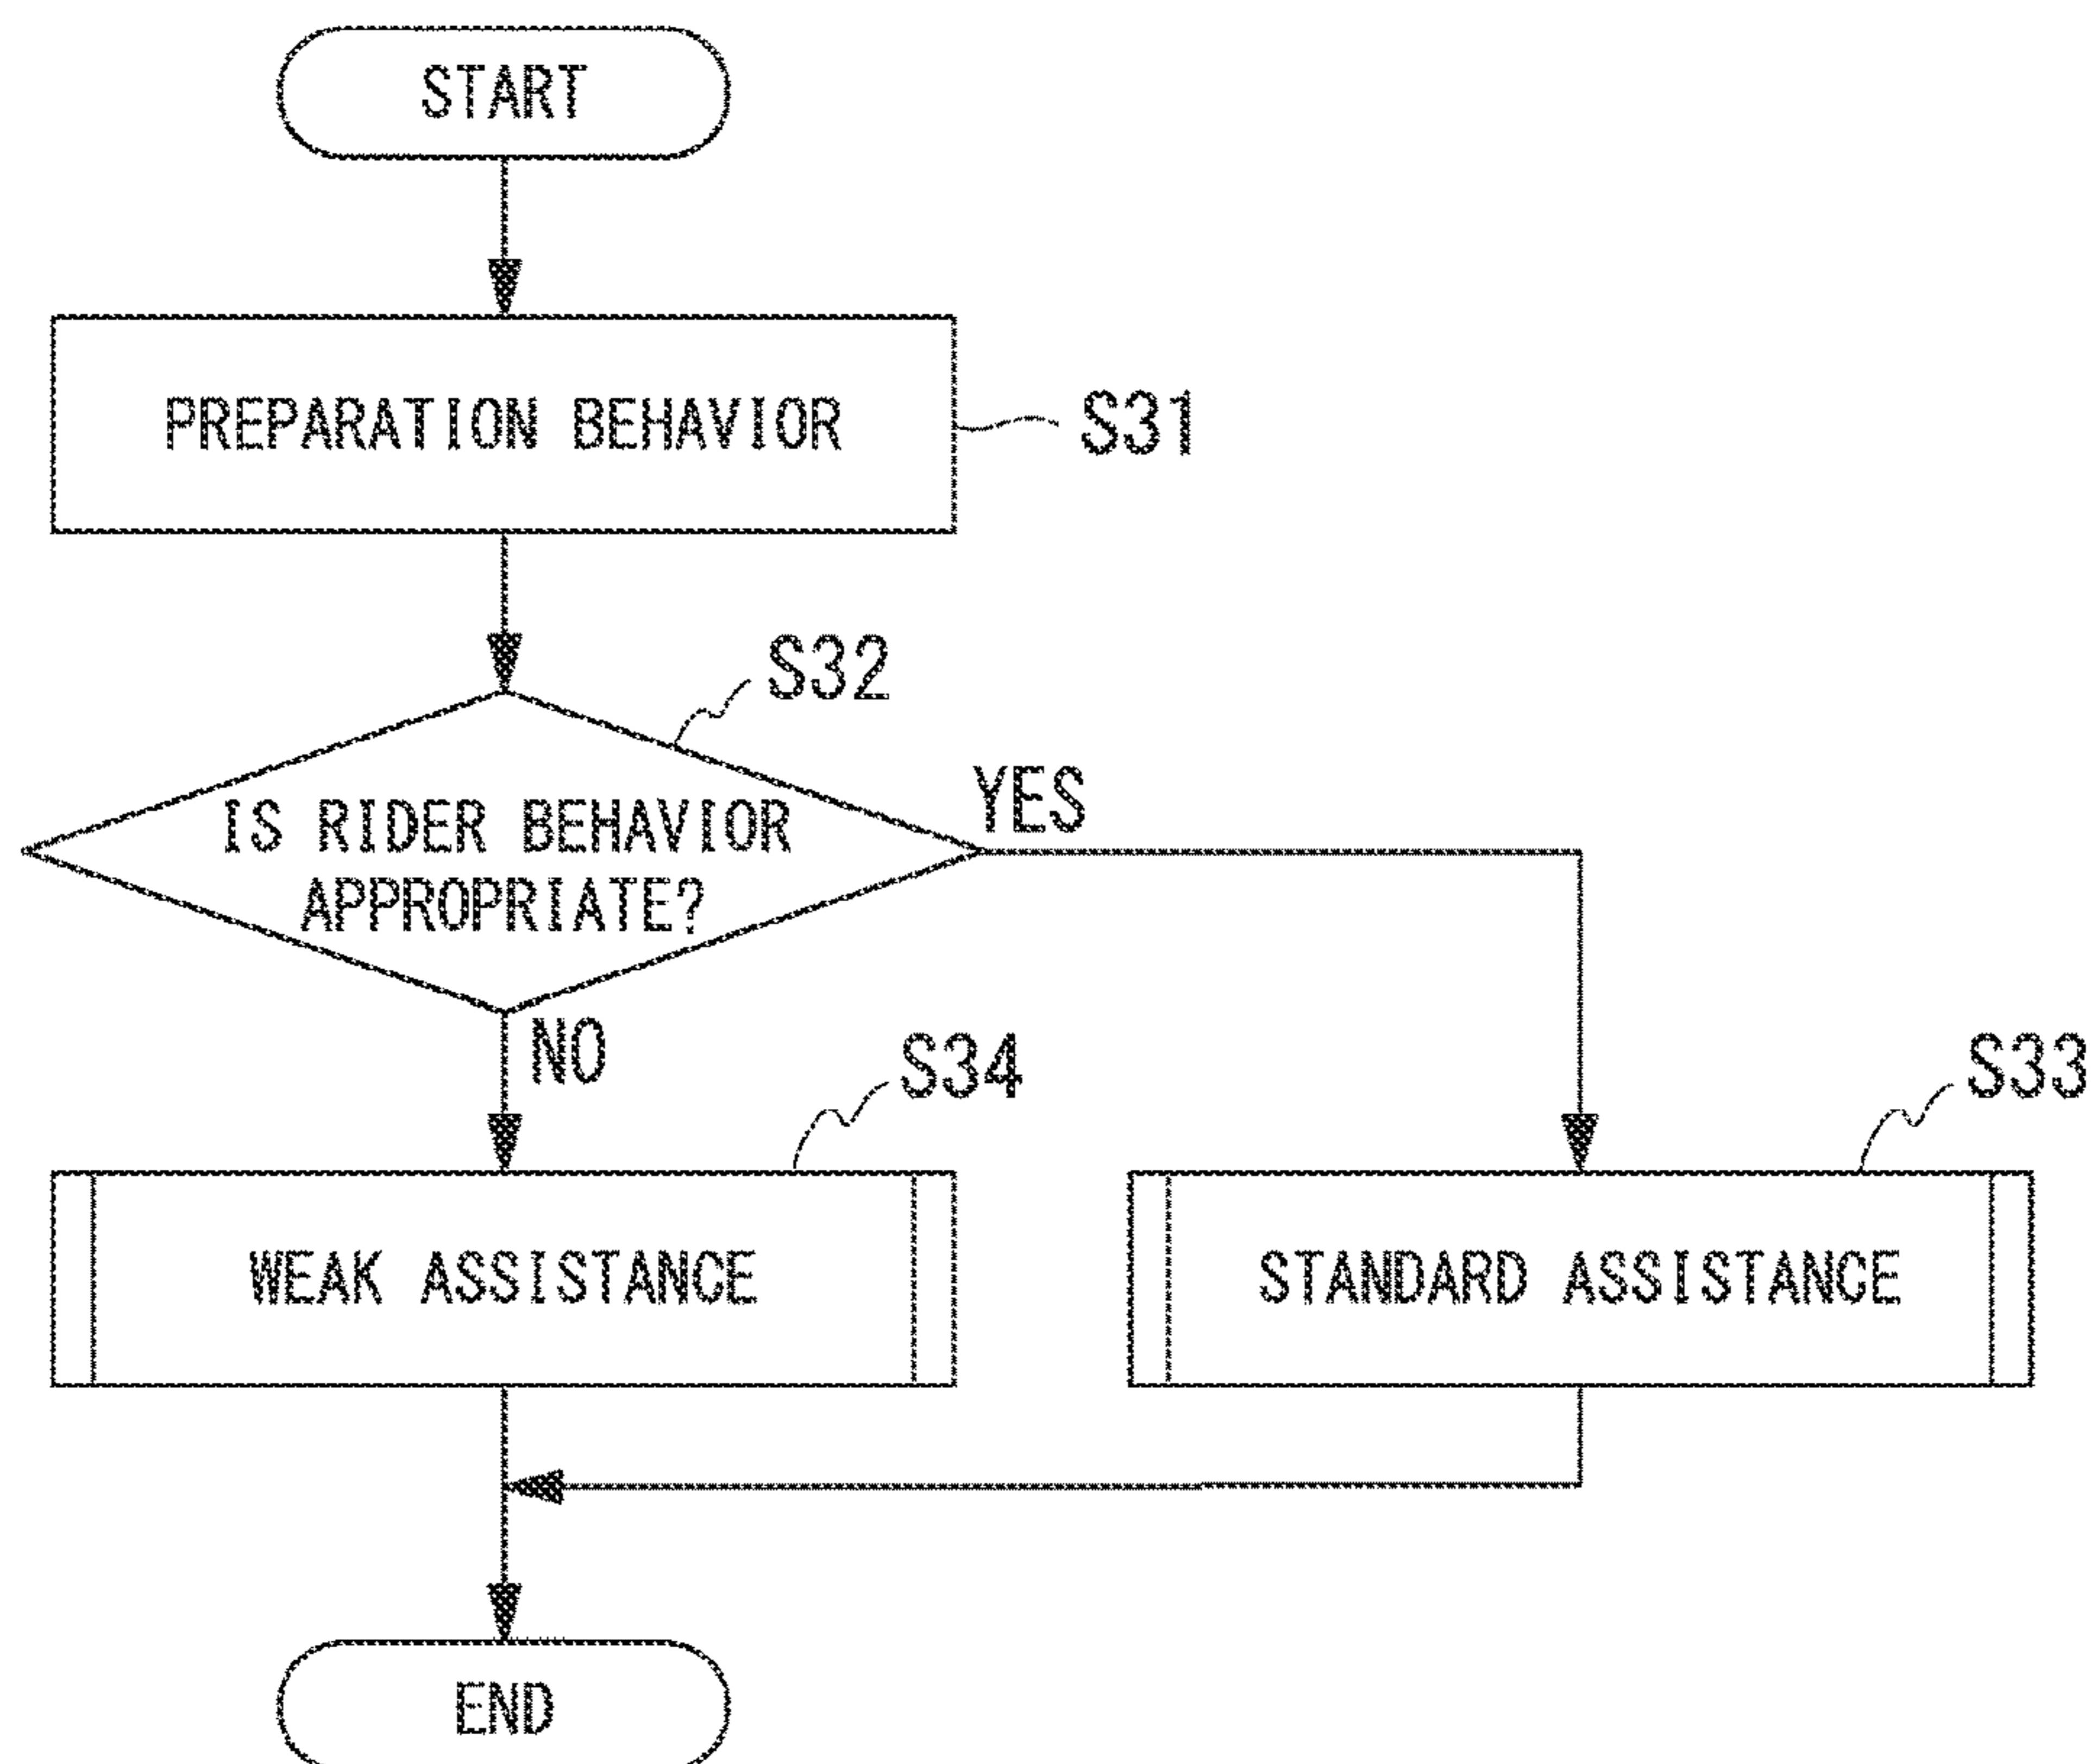 START
PREPARATION BEHAVIOR
S31
S32
IS RIDER BEHAVIOR
APPROPRIATE?
YES
NO
S34
S33
WEAK ASSISTANCE
STANDARD ASSISTANCE
END